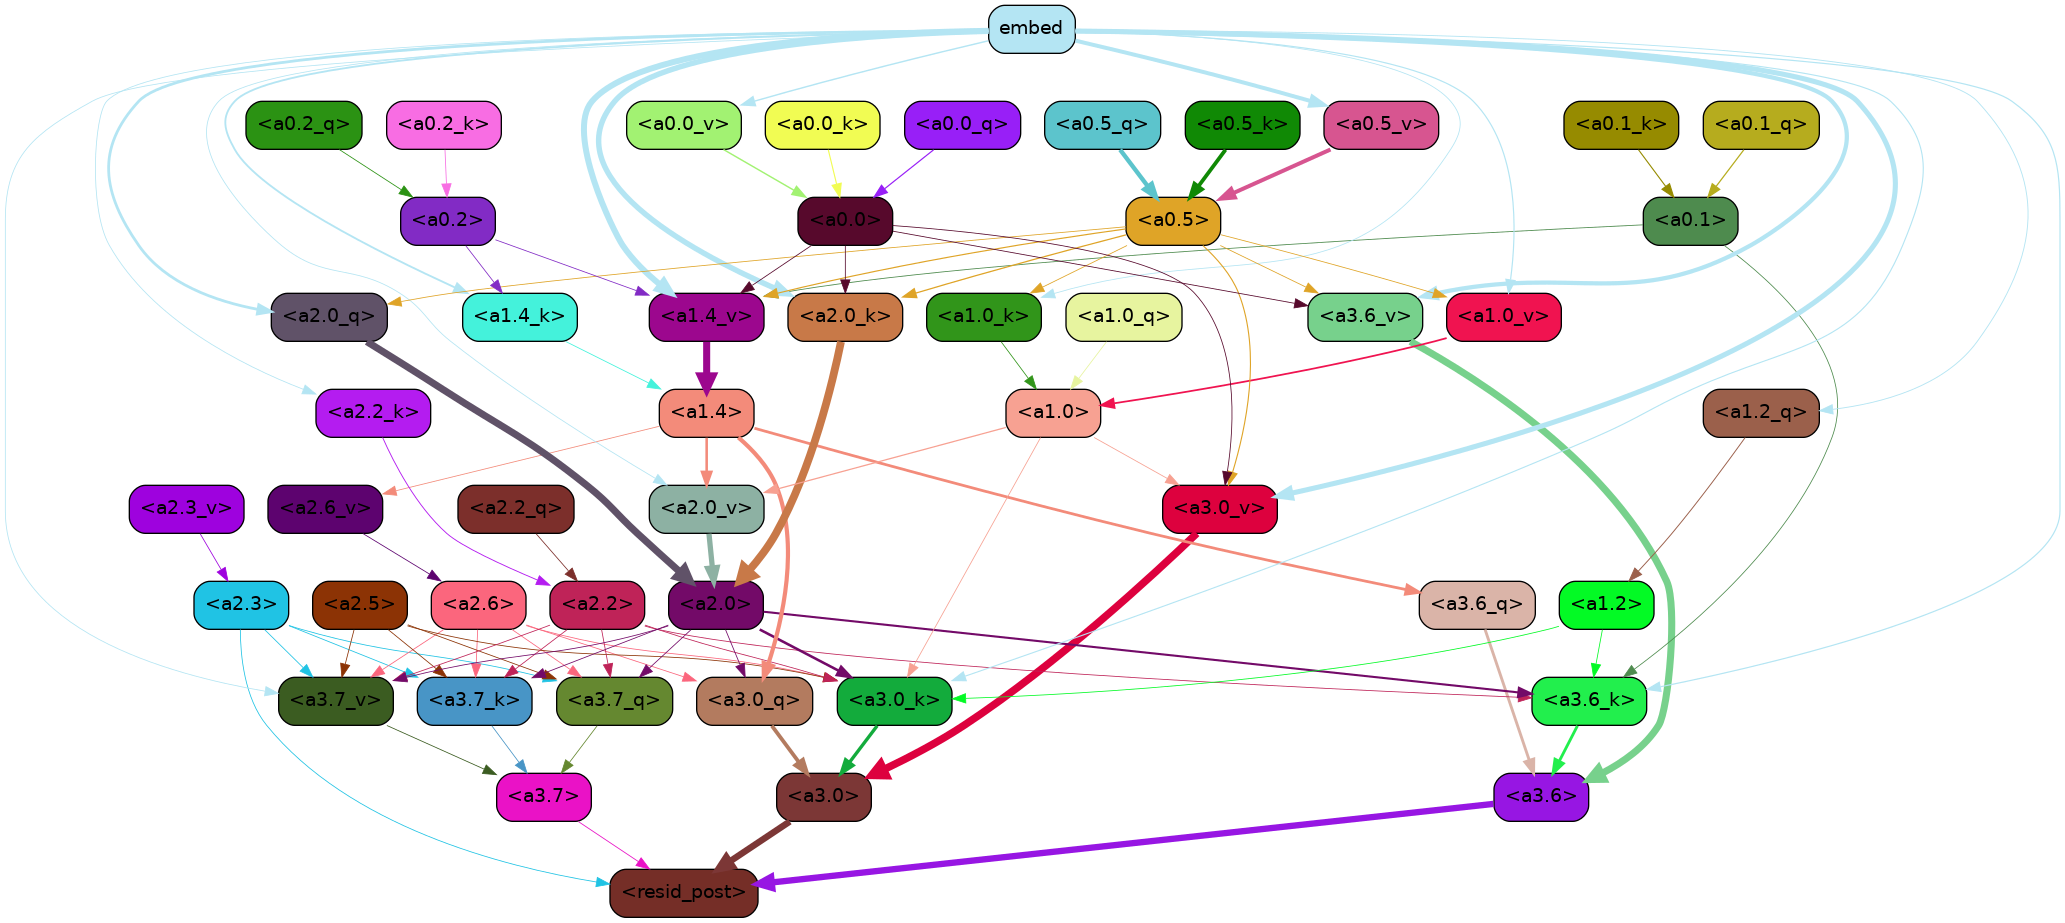 embed
<a0.2_q>
<a0.2_k>
<a0.0_v>
<a0.0_k>
<a0.0_q>
<a0.5_q>
<a0.5_k>
<a0.5_v>
<a0.1_k>
<a0.1_q>
<a0.2>
<a0.0>
<a0.5>
<a0.1>
<a2.0_q>
<a1.4_k>
<a1.4_v>
<a2.0_k>
<a1.0_k>
<a1.0_q>
<a3.6_v>
<a1.0_v>
<a2.2_k>
<a1.4>
<a1.0>
<a1.2_q>
<a2.3_v>
<a2.6_v>
<a2.2_q>
<a2.0_v>
<a3.0_v>
<a2.3>
<a2.5>
<a2.6>
<a2.2>
<a2.0>
<a3.6_q>
<a1.2>
<a3.7_v>
<a3.7_k>
<a3.7_q>
<a3.0_q>
<a3.0_k>
<a3.6_k>
<a3.7>
<a3.0>
<a3.6>
<resid_post>